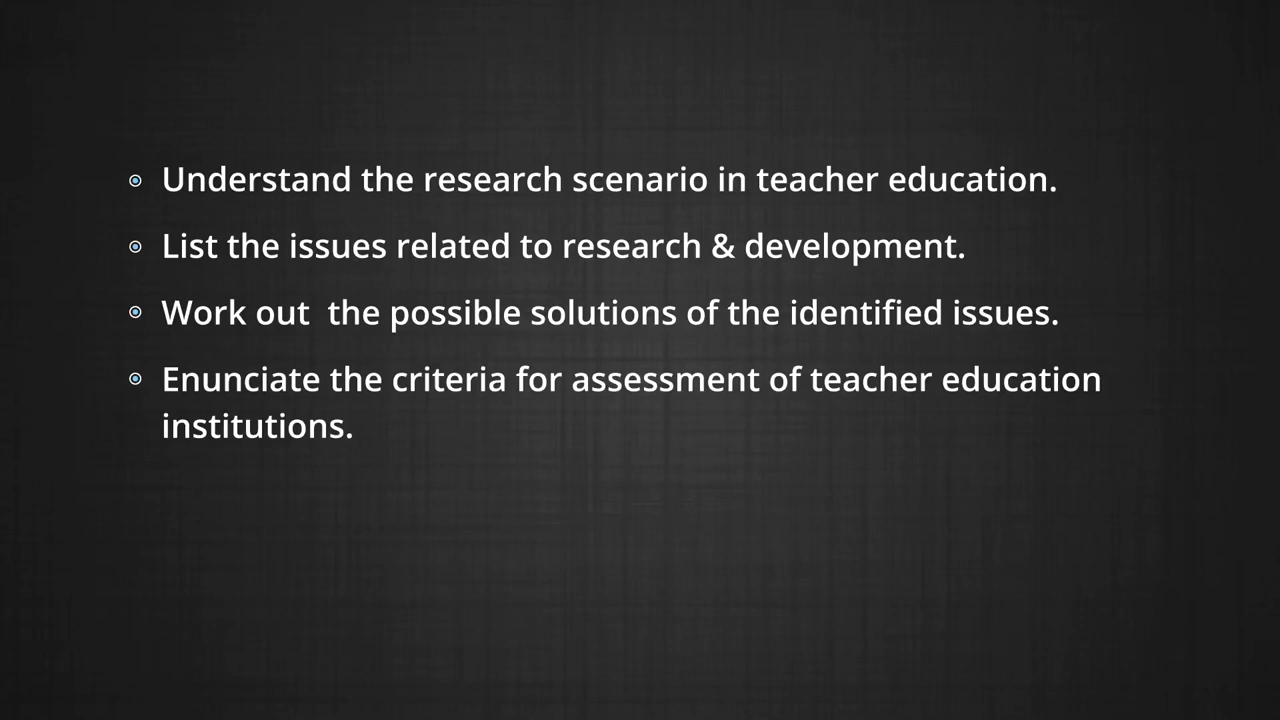 Understand the research scenario in teacher education.
List the issues related to research & development.
Work out  the possible solutions of the identified issues.
Enunciate the criteria for assessment of teacher education
institutions.